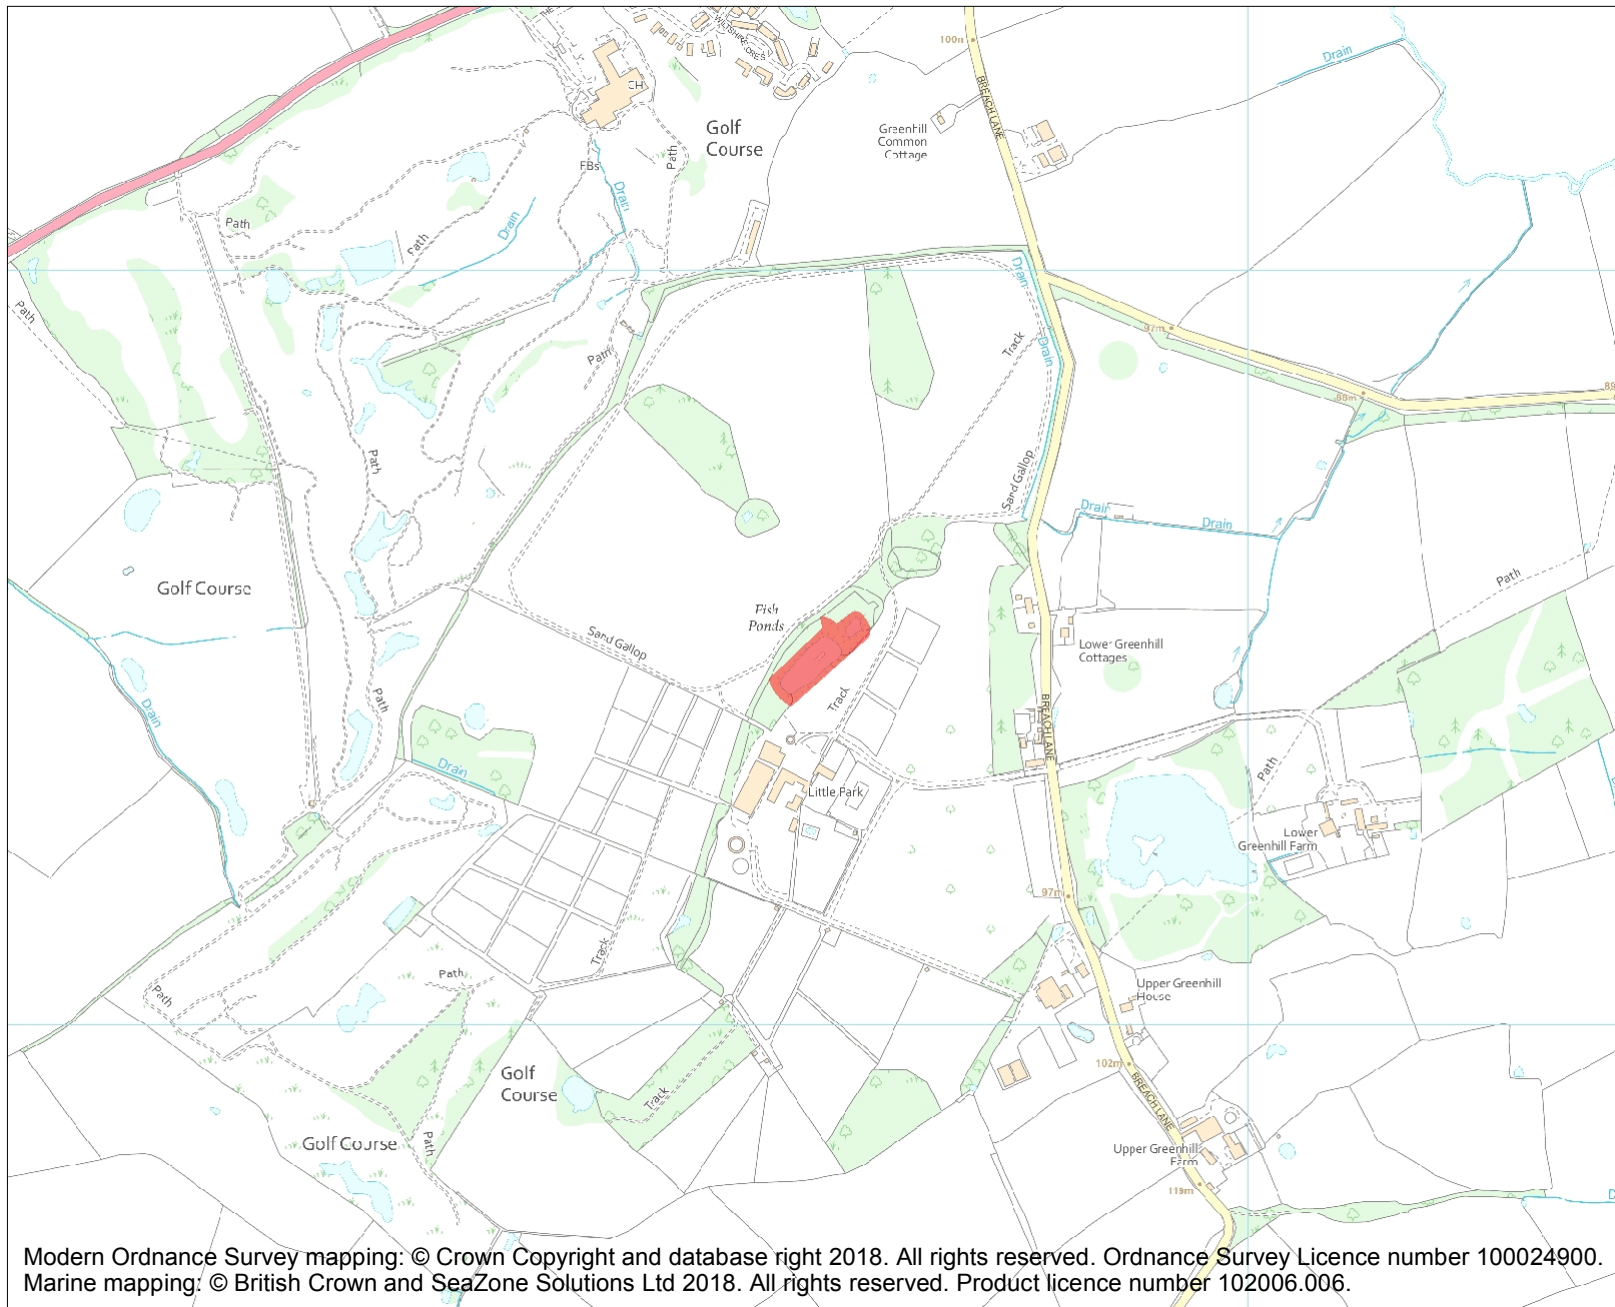 THE
WILTSHIRE CRES
CH
Golf
Course
FBs
Path
Drain
100m
BREACH LANE
Greenhill
Common
Cottage
Drain
Path
Path
Drain
Drain
Path
Drain
Track
Drain
97m
88m
Path
Path
Sand Gallop
Drain
Drain
Path
Golf Course
Fish
Ponds
Sand Gallop
Lower Greenhill
Cottages
Track
Path
Drain
BREACH LANE
Drain
Path
Little Park
Lower
Greenhill Farm
97m
Track
Path
Path
Upper Greenhill
House
102m
BREACH LANE
Golf
Course
Track
Golf Course
Path
Upper Greenhill
Farm
119m
Modern Ordnance Survey mapping: © Crown Copyright and database right 2018. All rights reserved. Ordnance Survey Licence number 100024900.
Marine mapping: © British Crown and SeaZone Solutions Ltd 2018. All rights reserved. Product licence number 102006.006.